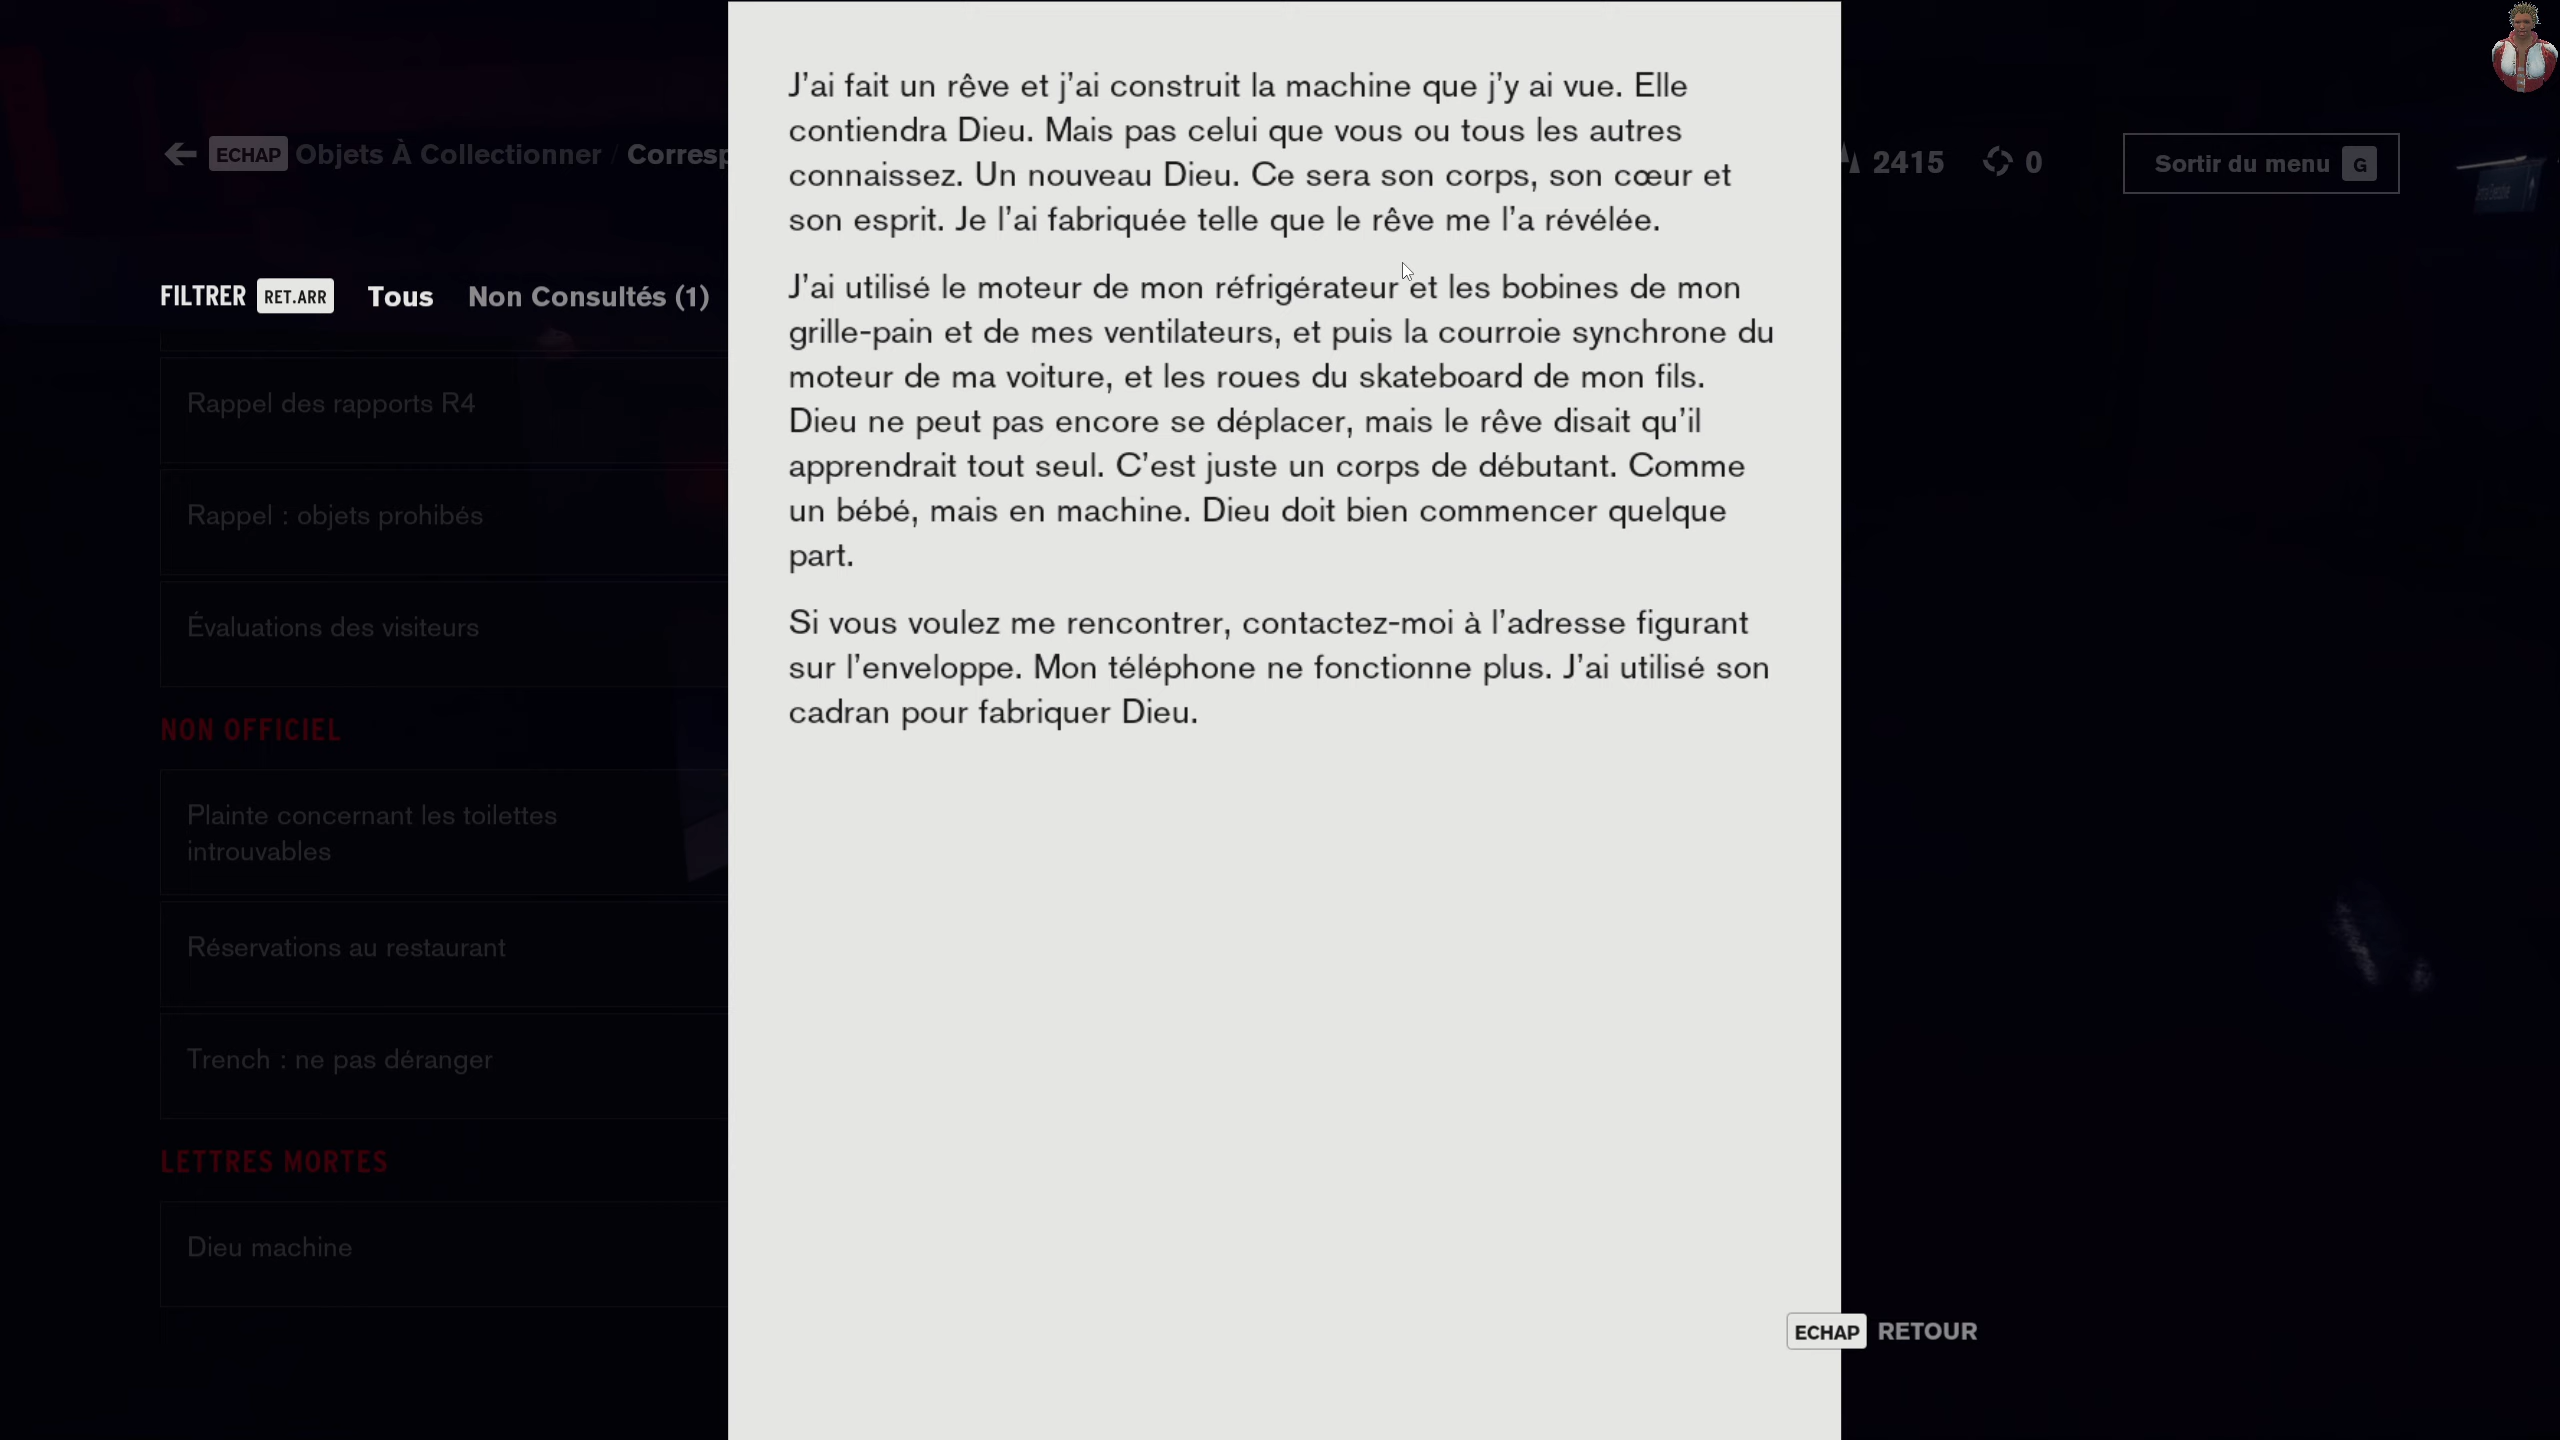 ← ECHAP Objets À Collectionner / Corresp
2415
0
Sortir du menu G
FILTRER RET.ARR Tous Non Consultés (1)
Rappel des rapports R4
Rappel : objets prohibés
Évaluations des visiteurs
NON OFFICIEL
Plainte concernant les toilettes
introuvables
Réservations au restaurant
Trench : ne pas déranger
LETTRES MORTES
Dieu machine
J’ai fait un rêve et j’ai construit la machine que j’y ai vue. Elle
contiendra Dieu. Mais pas celui que vous ou tous les autres
connaissez. Un nouveau Dieu. Ce sera son corps, son cœur et
son esprit. Je l’ai fabriquée telle que le rêve me l’a révélée.
J’ai utilisé le moteur de mon réfrigérateur et les bobines de mon
grille-pain et de mes ventilateurs, et puis la courroie synchrone du
moteur de ma voiture, et les roues du skateboard de mon fils.
Dieu ne peut pas encore se déplacer, mais le rêve disait qu’il
apprendrait tout seul. C’est juste un corps de débutant. Comme
un bébé, mais en machine. Dieu doit bien commencer quelque
part.
Si vous voulez me rencontrer, contactez-moi à l’adresse figurant
sur l’enveloppe. Mon téléphone ne fonctionne plus. J’ai utilisé son
cadran pour fabriquer Dieu.
ECHAP RETOUR